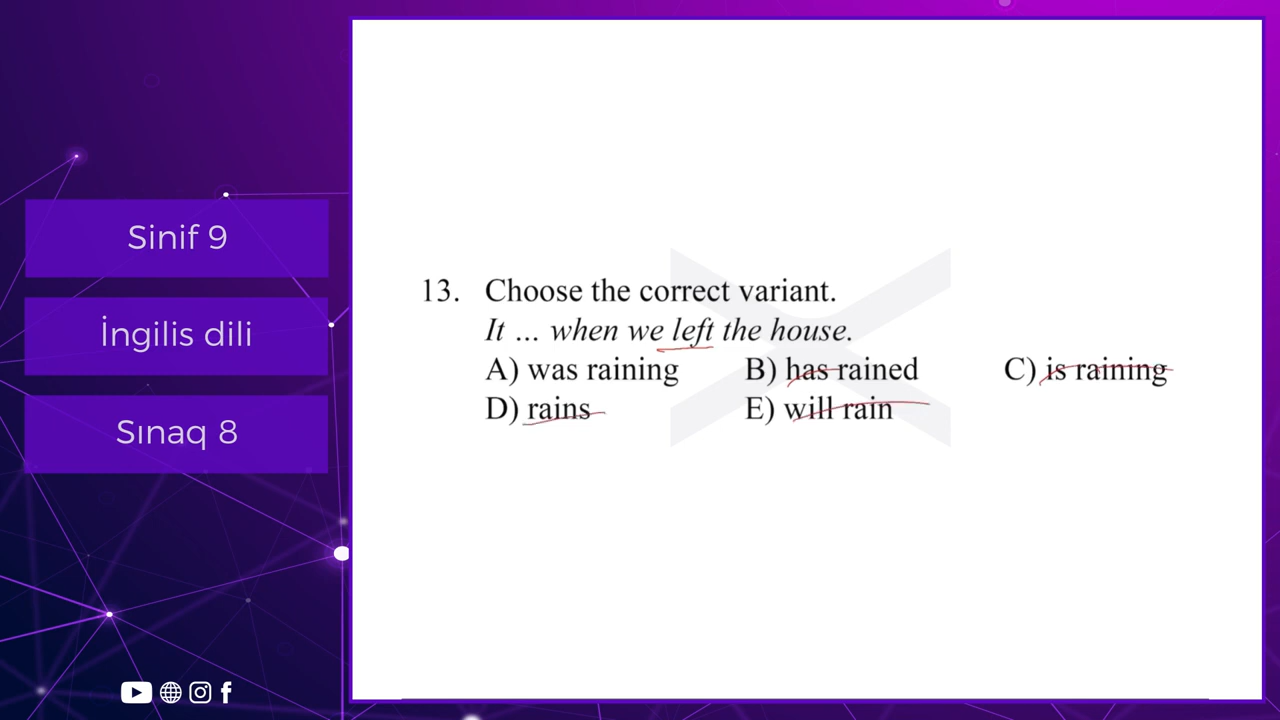 Sinif 9
İngilis dili
Sınaq 8
13. Choose the correct variant.
It ... when we left the house.
A) was raining B) has rained C) is raining
D) rains E) will rain